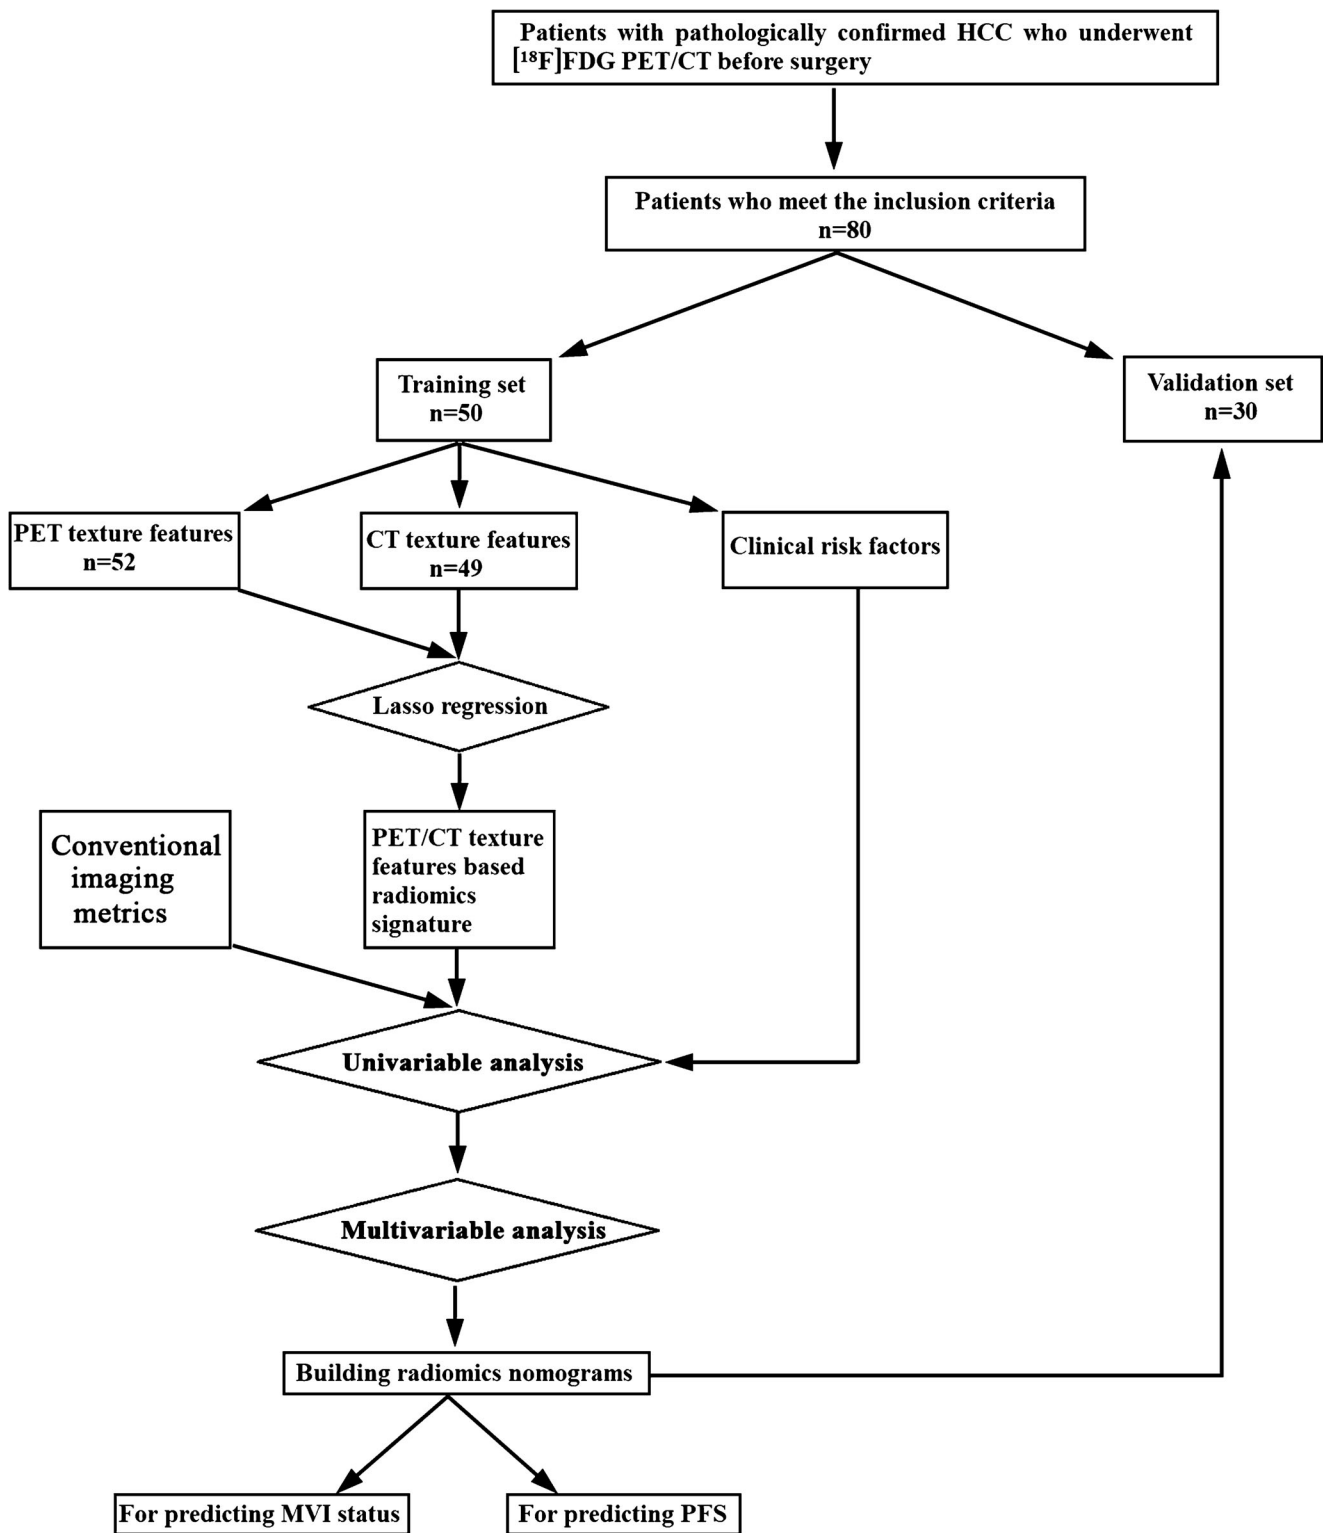 Patients with pathologically confirmed HCC who underwent
[¹⁸F]FDG PET/CT before surgery
Patients who meet the inclusion criteria
n=80
Training set
n=50
Validation set
n=30
PET texture features
n=52
CT texture features
n=49
Clinical risk factors
Lasso regression
Conventional
imaging
metrics
PET/CT texture
features based
radiomics
signature
Univariable analysis
Multivariable analysis
Building radiomics nomograms
For predicting MVI status
For predicting PFS